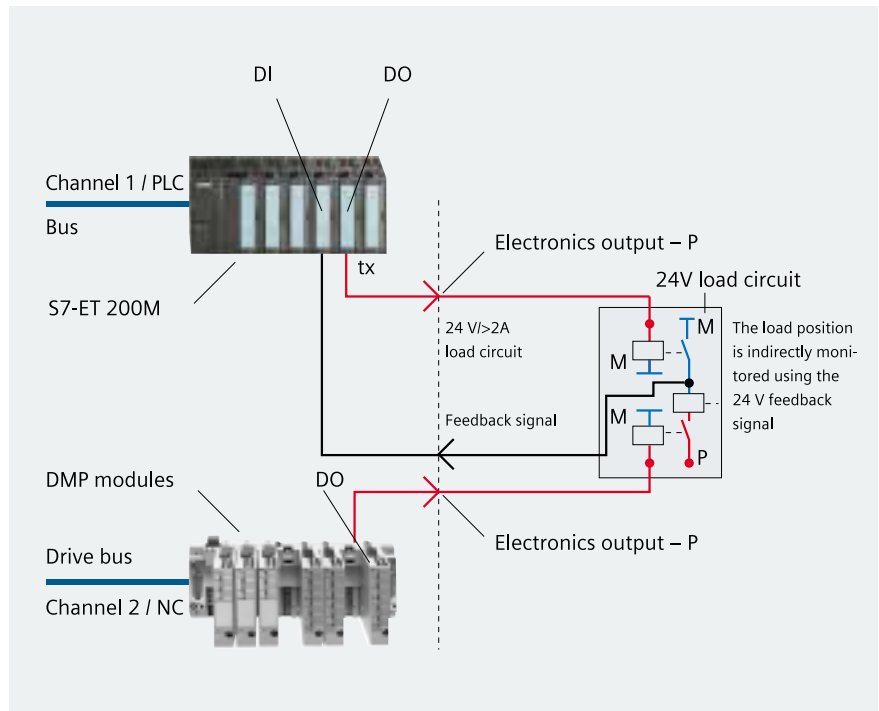 DI
DO
Channel 1 / PLC
Bus
S7-ET 200M
tx
Electronics output – P
24V load circuit
24 V/>2A
load circuit
M
M
M
P
The load position
is indirectly moni-
tored using the
24 V feedback
signal
Feedback signal
DMP modules
DO
Electronics output – P
Drive bus
Channel 2 / NC